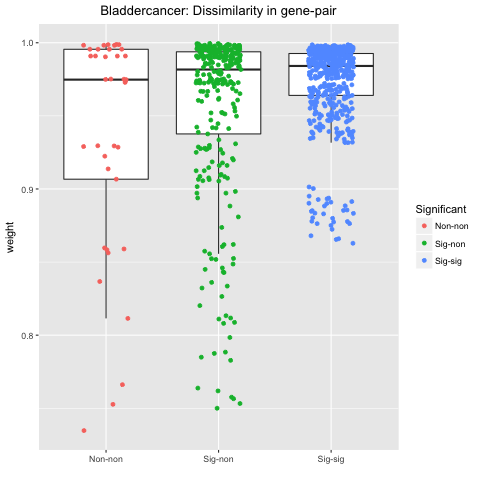 Bladdercancer: Dissimilarity in gene-pair
1.0
0.9
0.8
weight
Non-non
Sig-non
Sig-sig
Significant
Non-non
Sig-non
Sig-sig